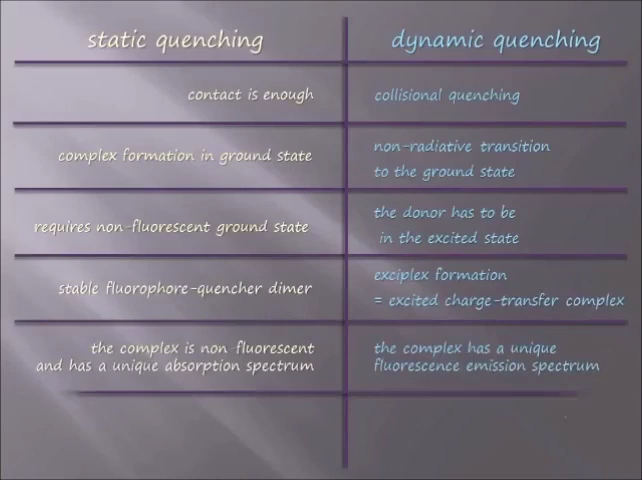 static quenching
dynamic quenching
contact is enough
collisional quenching
complex formation in ground state
non-radiative transition
to the ground state
requires non-fluorescent ground state
the donor has to be
in the excited state
stable fluorophore-quencher dimer
exciplex formation
= excited charge-transfer complex
the complex is non fluorescent
and has a unique absorption spectrum
the complex has a unique
fluorescence emission spectrum